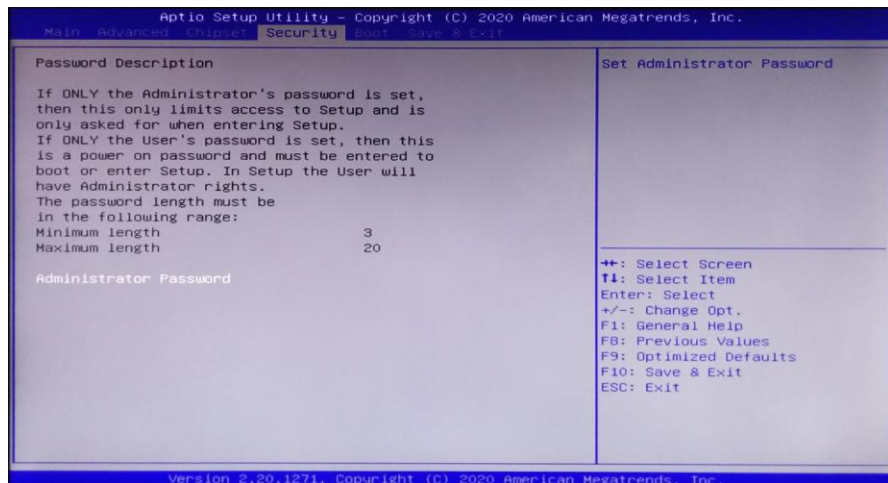 Aptio Setup Utility – Copyright (C) 2020 American Megatrends, Inc.
Main Advanced Chipset Security Boot Save & Exit
Password Description
If ONLY the Administrator's password is set,
then this only limits access to Setup and is
only asked for when entering Setup.
If ONLY the User's password is set, then this
is a power on password and must be entered to
boot or enter Setup. In Setup the User will
have Administrator rights.
The password length must be
in the following range:
Minimum length 3
Maximum length 20
Administrator Password
Set Administrator Password
→←: Select Screen
↑↓: Select Item
Enter: Select
+/-: Change Opt.
F1: General Help
F8: Previous Values
F9: Optimized Defaults
F10: Save & Exit
ESC: Exit
Version 2.20.1271. Copyright (C) 2020 American Megatrends, Inc.